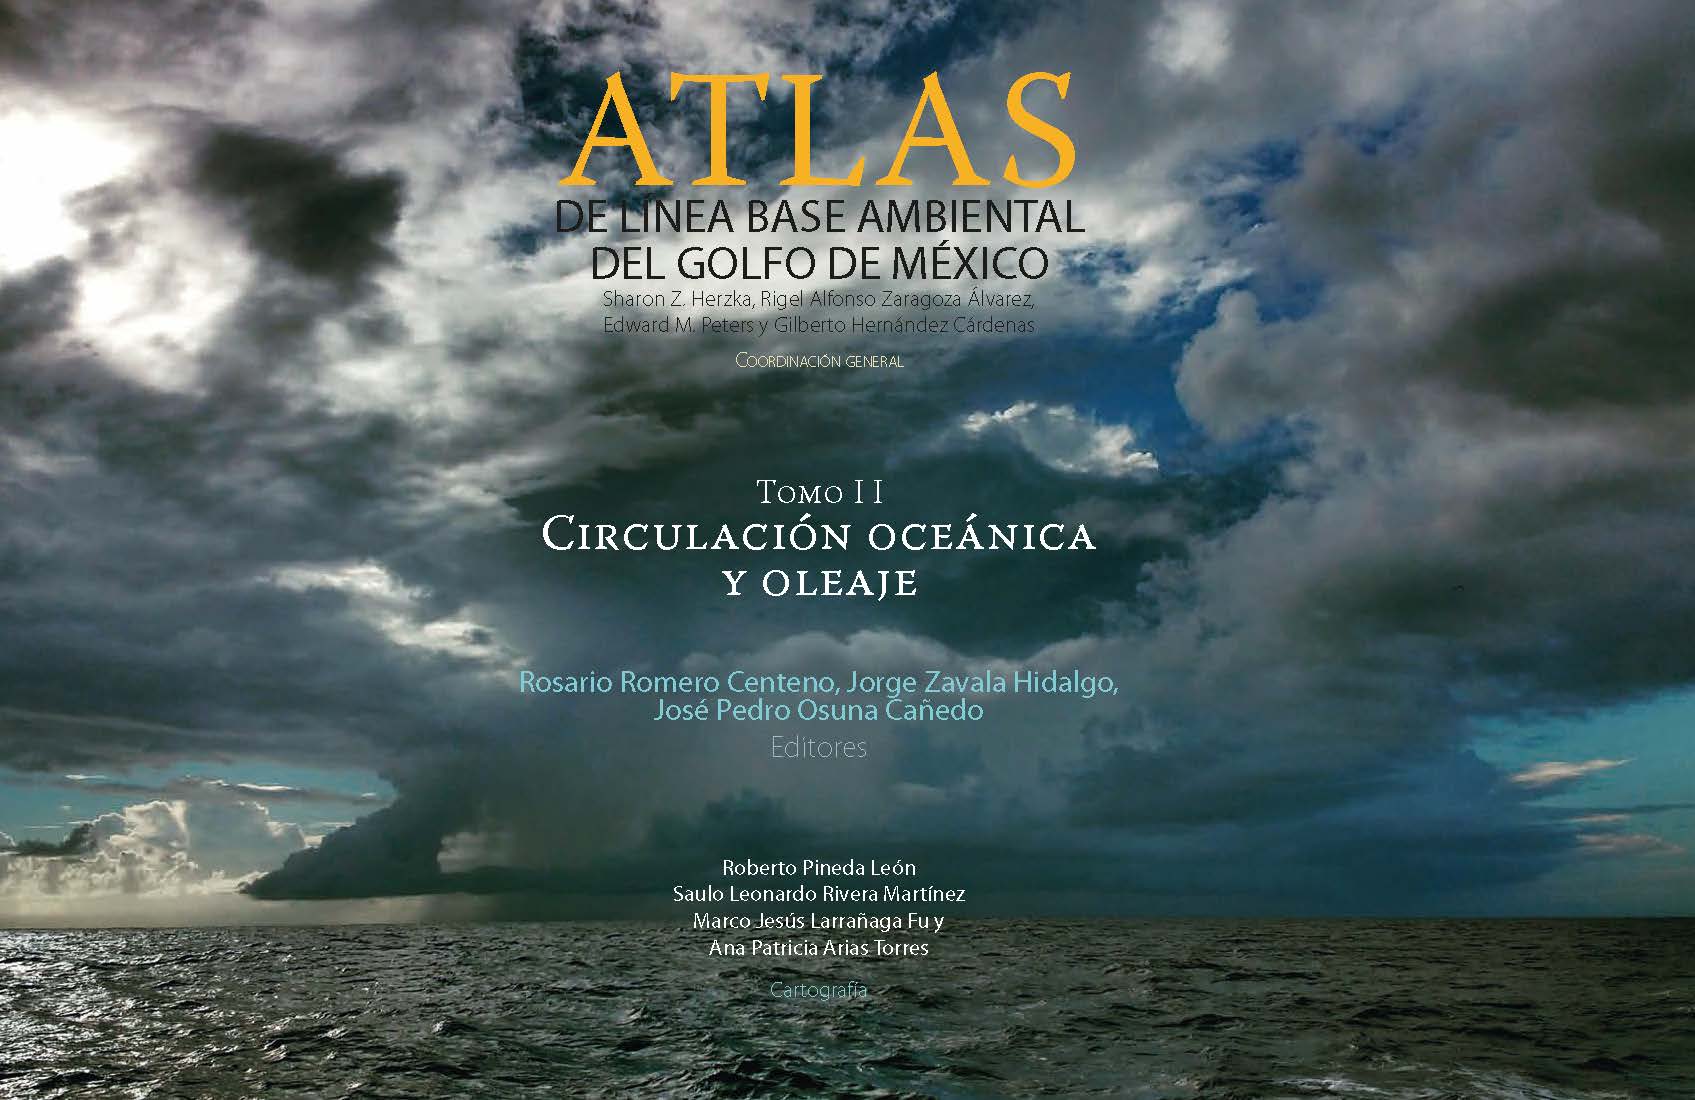 ATLAS
DE LÍNEA BASE AMBIENTAL
DEL GOLFO DE MÉXICO
Sharon Z. Herzka, Rigel Alfonso Zaragoza Álvarez,
Edward M. Peters y Gilberto Hernández Cárdenas
Coordinación general
Tomo II
Circulación oceánica
y oleaje
Rosario Romero Centeno, Jorge Zavala Hidalgo,
José Pedro Osuna Cañedo
Editores
Roberto Pineda León
Saulo Leonardo Rivera Martínez
Marco Jesús Larrañaga Fu y
Ana Patricia Arias Torres
Cartografía